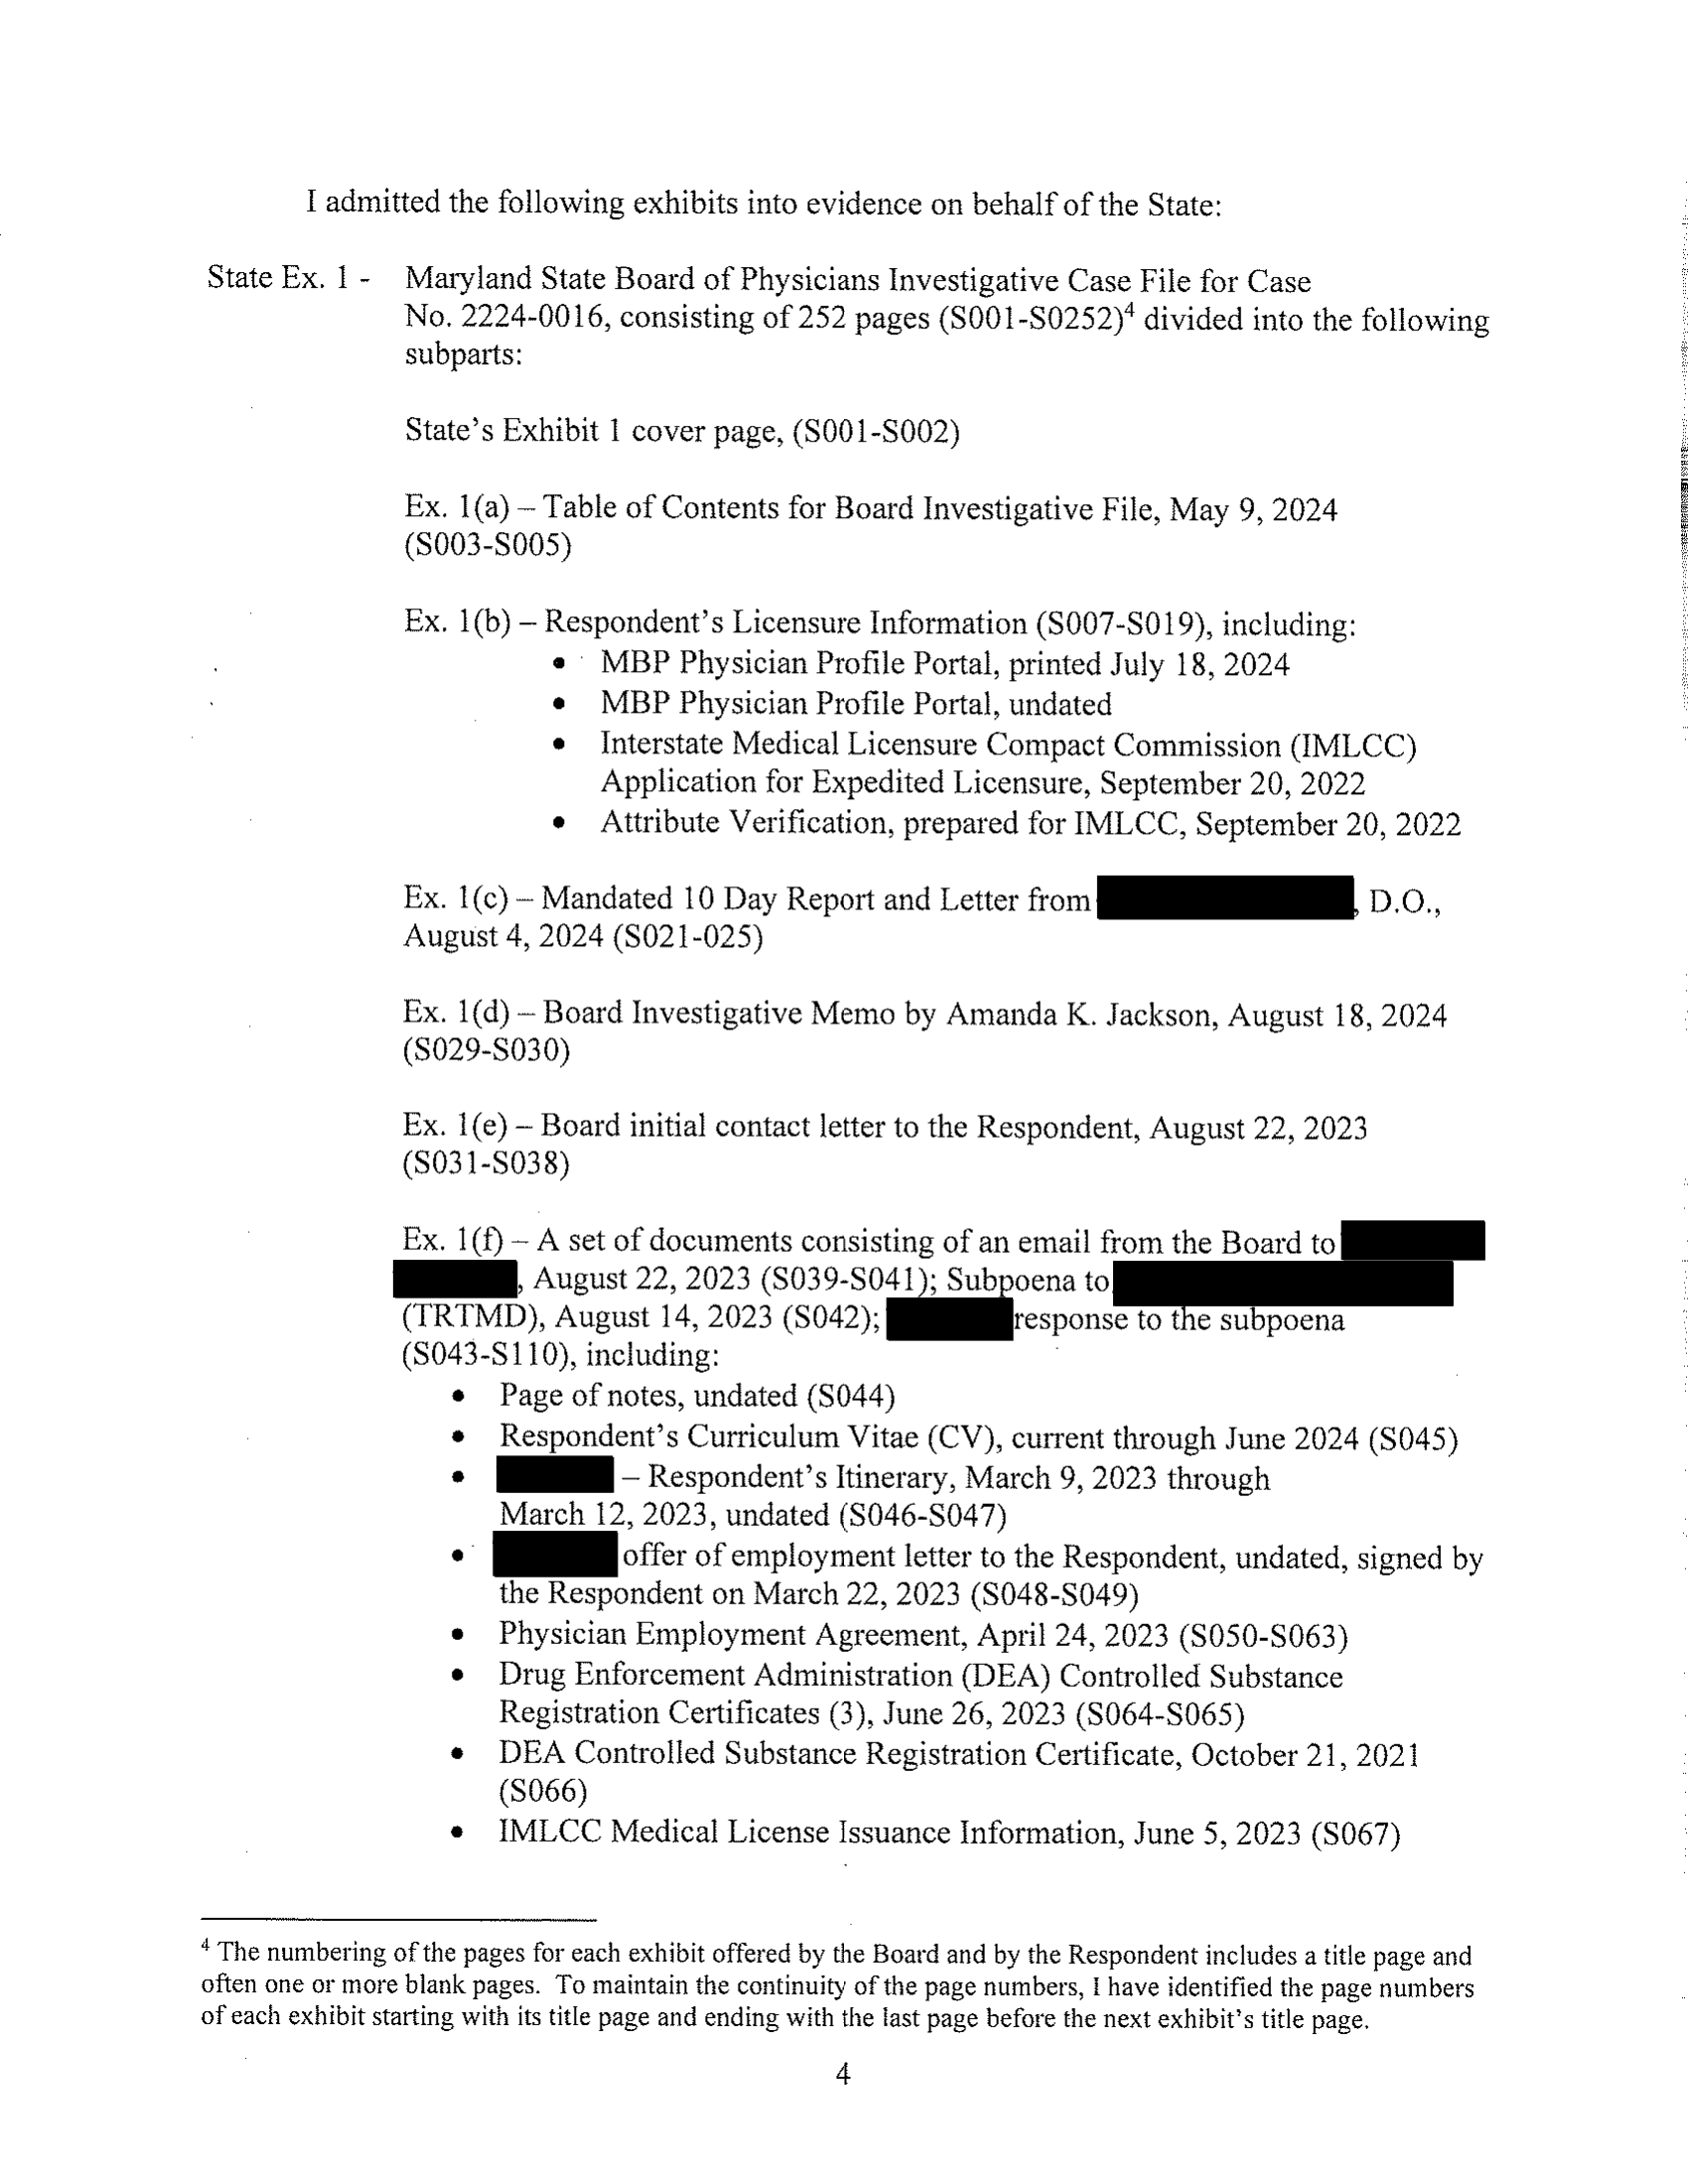 I admitted the following exhibits into evidence on behalf of the State:
State Ex. 1 - Maryland State Board of Physicians Investigative Case File for Case
No. 2224-0016, consisting of 252 pages (S001-S0252)4 divided into the following
subparts:
State's Exhibit 1 cover page, (S001-S002)
Ex. 1(a) – Table of Contents for Board Investigative File, May 9, 2024
(S003-S005)
Ex. 1(b) – Respondent's Licensure Information (S007-S019), including:
• MBP Physician Profile Portal, printed July 18, 2024
• MBP Physician Profile Portal, undated
• Interstate Medical Licensure Compact Commission (IMLCC)
Application for Expedited Licensure, September 20, 2022
• Attribute Verification, prepared for IMLCC, September 20, 2022
Ex. 1(c) – Mandated 10 Day Report and Letter from , D.O.,
August 4, 2024 (S021-025)
Ex. 1(d) – Board Investigative Memo by Amanda K. Jackson, August 18, 2024
(S029-S030)
Ex. 1(e) – Board initial contact letter to the Respondent, August 22, 2023
(S031-S038)
Ex. 1(f) – A set of documents consisting of an email from the Board to
, August 22, 2023 (S039-S041); Subpoena to
(TRTMD), August 14, 2023 (S042); response to the subpoena
(S043-S110), including:
• Page of notes, undated (S044)
• Respondent's Curriculum Vitae (CV), current through June 2024 (S045)
• – Respondent's Itinerary, March 9, 2023 through
March 12, 2023, undated (S046-S047)
• offer of employment letter to the Respondent, undated, signed by
the Respondent on March 22, 2023 (S048-S049)
• Physician Employment Agreement, April 24, 2023 (S050-S063)
• Drug Enforcement Administration (DEA) Controlled Substance
Registration Certificates (3), June 26, 2023 (S064-S065)
• DEA Controlled Substance Registration Certificate, October 21, 2021
(S066)
• IMLCC Medical License Issuance Information, June 5, 2023 (S067)
4 The numbering of the pages for each exhibit offered by the Board and by the Respondent includes a title page and
often one or more blank pages. To maintain the continuity of the page numbers, I have identified the page numbers
of each exhibit starting with its title page and ending with the last page before the next exhibit's title page.
4